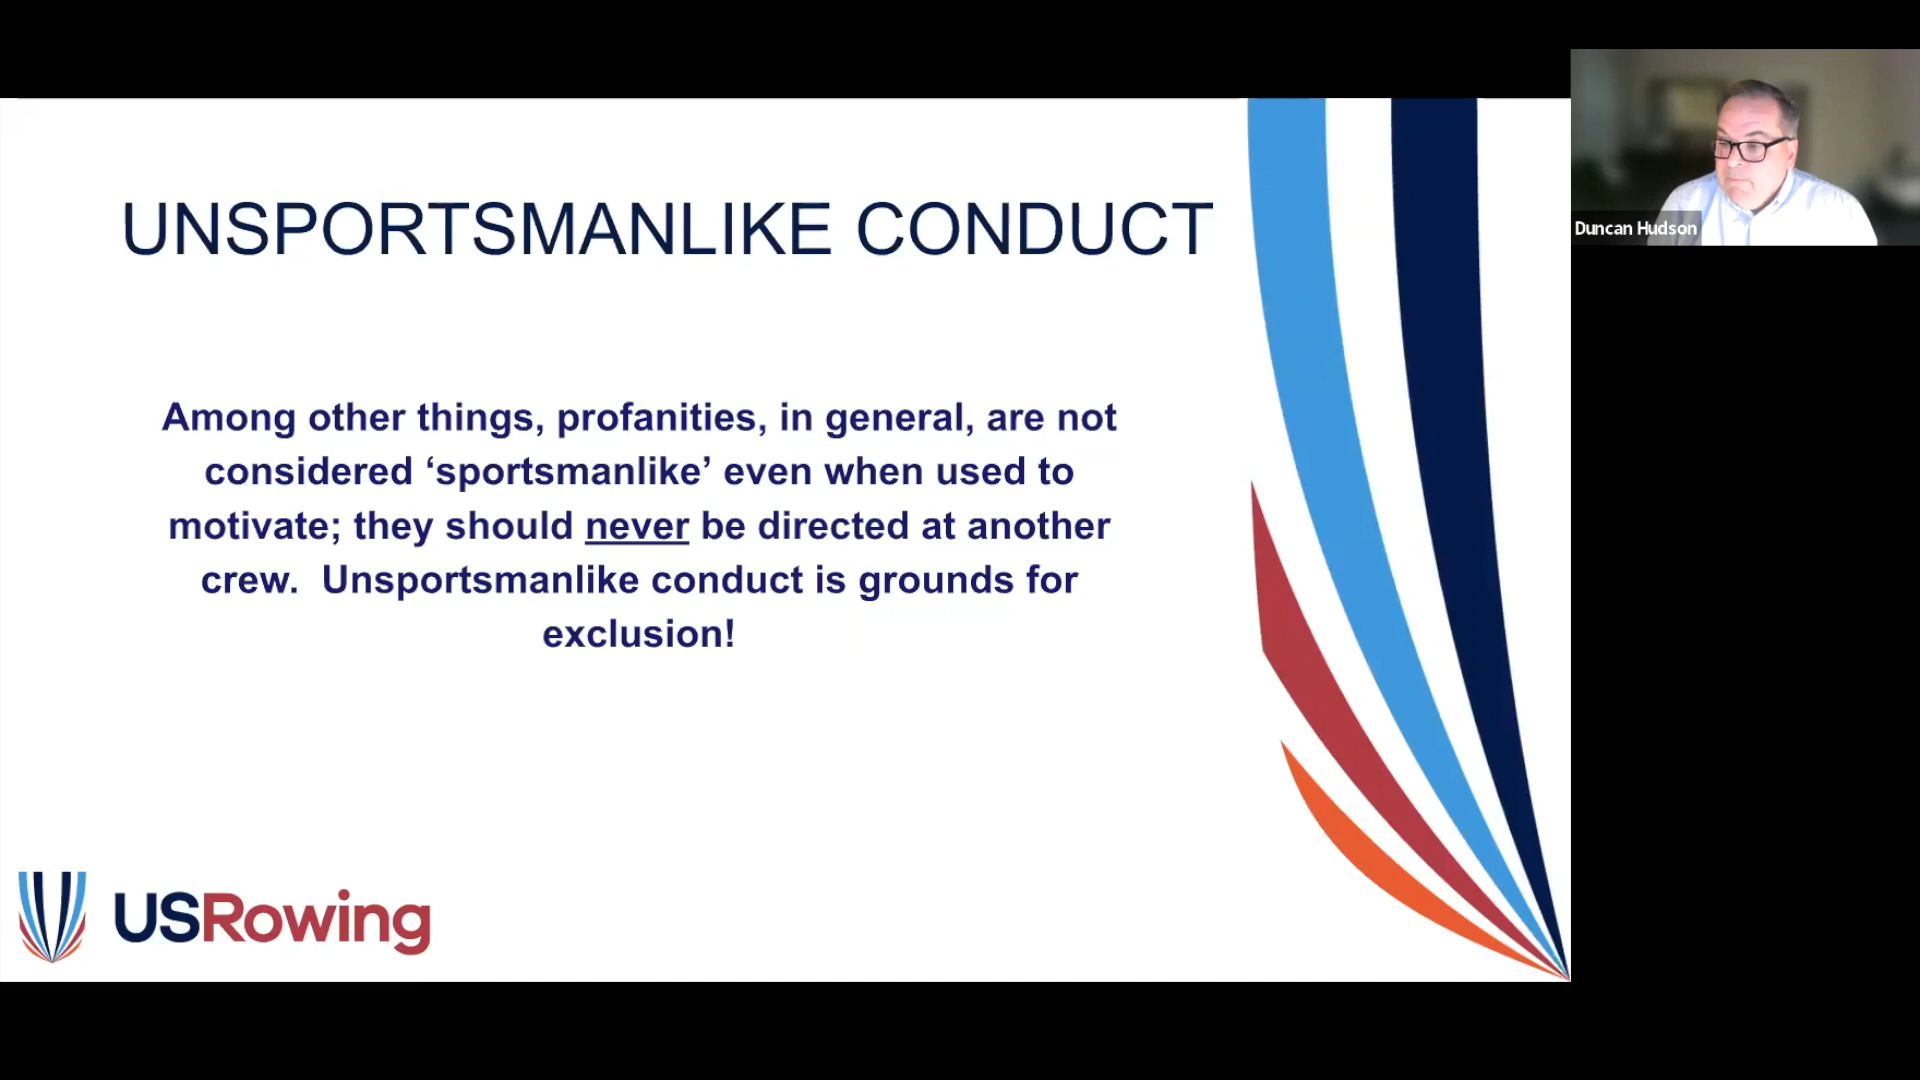 UNSPORTSMANLIKE CONDUCT
Among other things, profanities, in general, are not
considered ‘sportsmanlike’ even when used to
motivate; they should never be directed at another
crew.  Unsportsmanlike conduct is grounds for
exclusion!
USRowing
Duncan Hudson